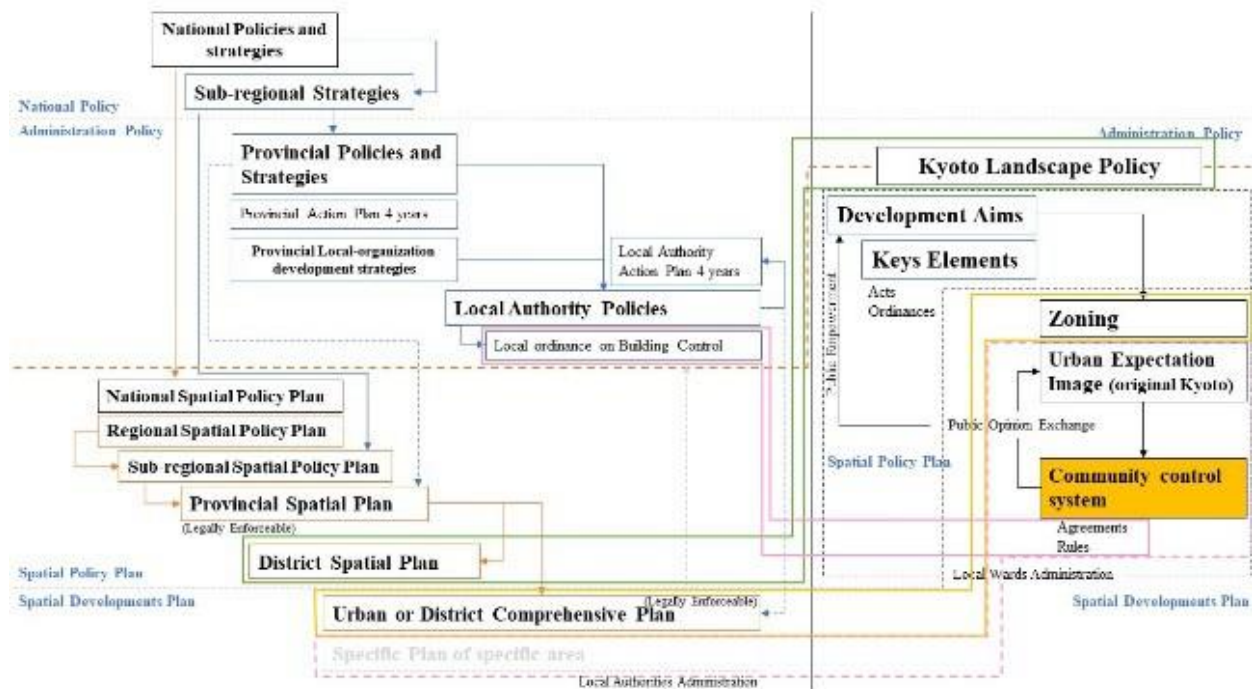 National Policies and
strategies
Sub-regional Strategies
National Policy
Administration Policy
Administration Policy
Provincial Policies and
Strategies
Kyoto Landscape Policy
Provincial Action Plan 4 years
Development Aims
Provincial Local-organization
development strategies
Local Authority
Action Plan 4 years
Keys Elements
Acts
Ordinances
Local Authority Policies
Zoning
Local ordinance on Building Control
Public Empowerment
Urban Expectation
Image (original Kyoto)
National Spatial Policy Plan
Regional Spatial Policy Plan
Public Opinion Exchange
Sub-regional Spatial Policy Plan
Spatial Policy Plan
Community control
system
Provincial Spatial Plan
(Legally Enforceable)
Agreements
Rules
District Spatial Plan
Spatial Policy Plan
Local Wards Administration
Spatial Developments Plan
(Legally Enforceable)
Spatial Developments Plan
Urban or District Comprehensive Plan
Specific Plan of specific area
Local Authorities Administration